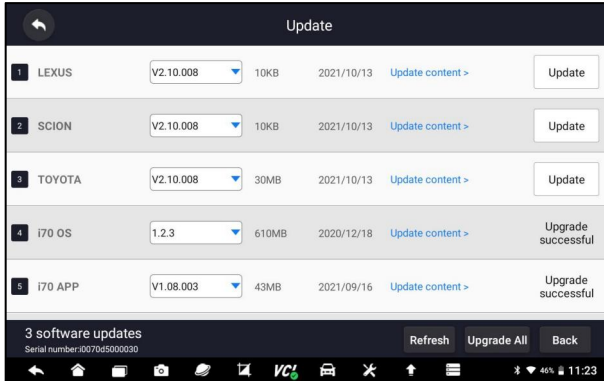 Update
1 LEXUS V2.10.008 10KB 2021/10/13 Update content > Update
2 SCION V2.10.008 10KB 2021/10/13 Update content > Update
3 TOYOTA V2.10.008 30MB 2021/10/13 Update content > Update
4 i70 OS 1.2.3 610MB 2020/12/18 Update content > Upgrade
successful
5 i70 APP V1.08.003 43MB 2021/09/16 Update content > Upgrade
successful
3 software updates
Serial number:i0070d5000030
Refresh Upgrade All Back
VC! 46% 11:23